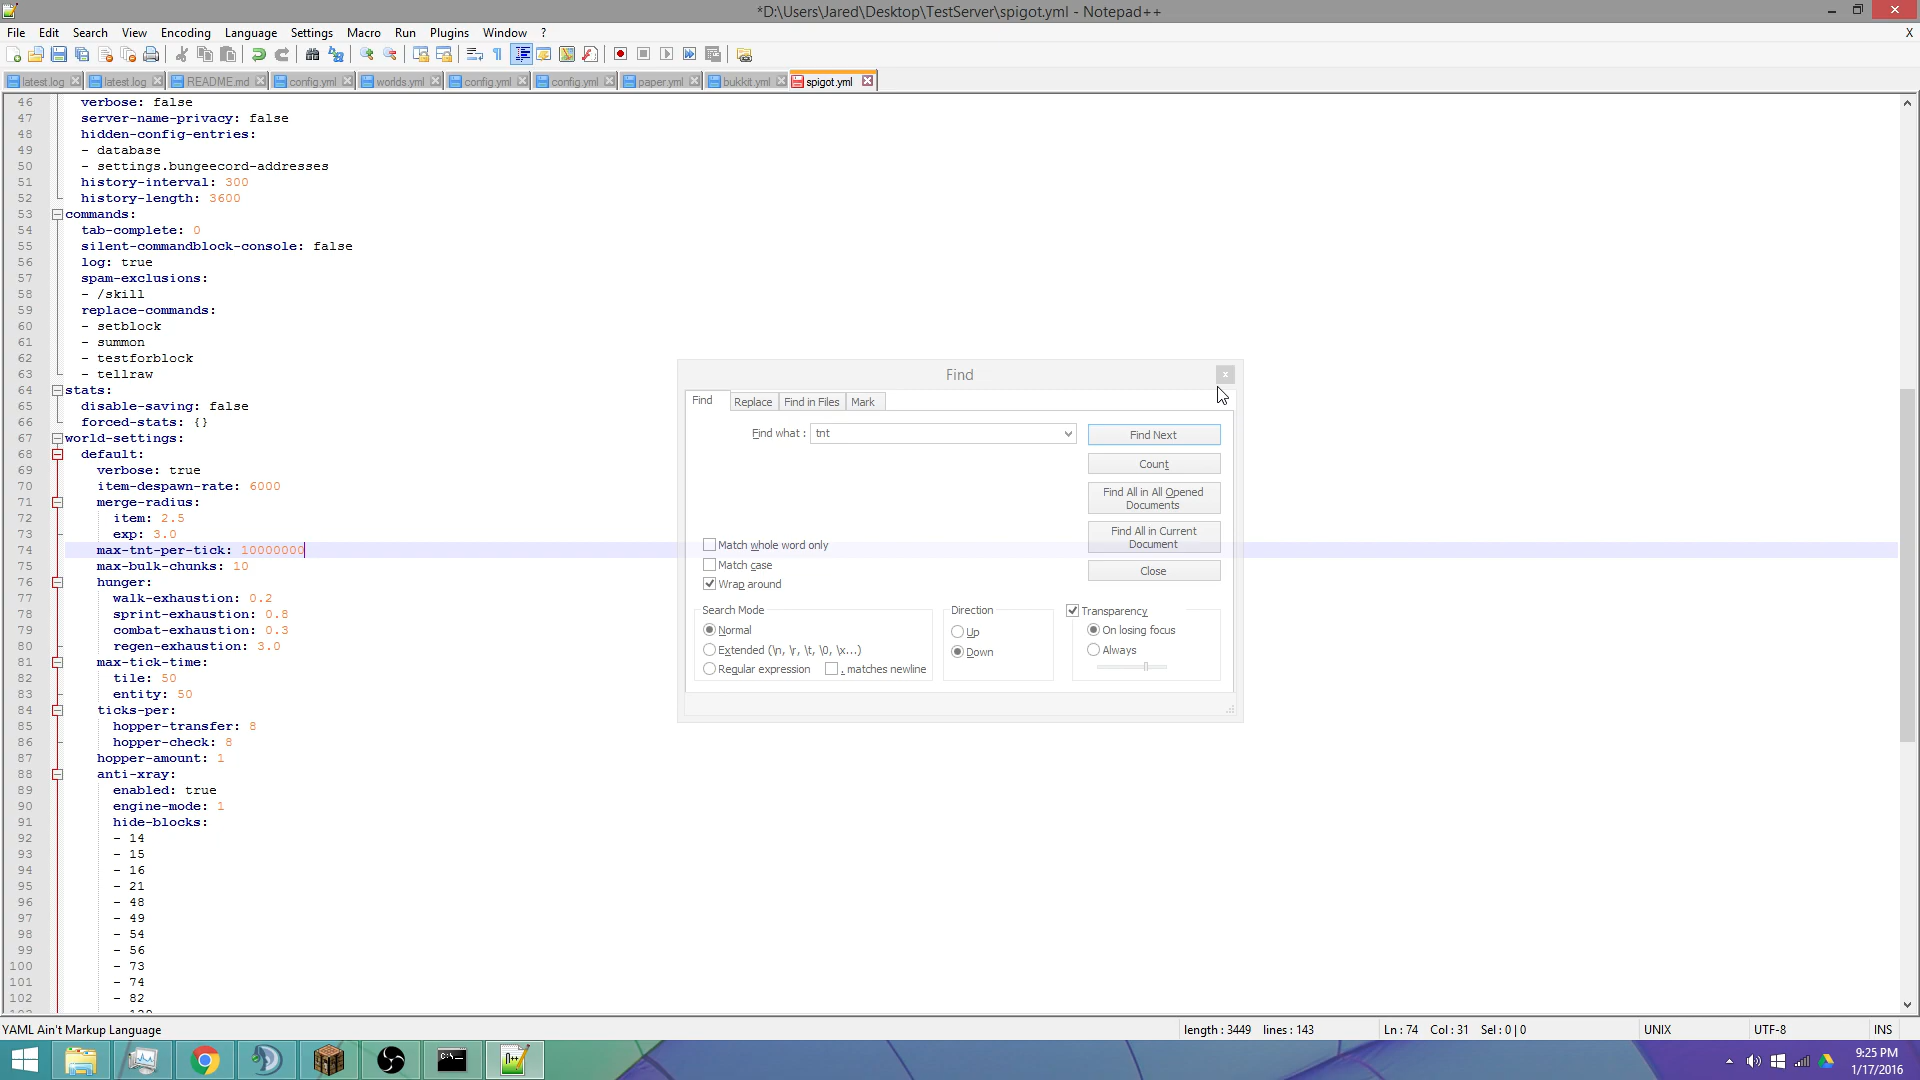 *D:\Users\Jared\Desktop\TestServer\spigot.yml - Notepad++
File Edit Search View Encoding Language Settings Macro Run Plugins Window ? X
latest.log latest.log README.md config.yml worlds.yml config.yml config.yml paper.yml bukkit.yml spigot.yml
46 verbose: false
47 server-name-privacy: false
48 hidden-config-entries:
49 - database
50 - settings.bungeecord-addresses
51 history-interval: 300
52 history-length: 3600
53 commands:
54 tab-complete: 0
55 silent-commandblock-console: false
56 log: true
57 spam-exclusions:
58 - /skill
59 replace-commands:
60 - setblock
61 - summon
62 - testforblock
63 - tellraw
64 stats:
65 disable-saving: false
66 forced-stats: {}
67 world-settings:
68 default:
69 verbose: true
70 item-despawn-rate: 6000
71 merge-radius:
72 item: 2.5
73 exp: 3.0
74 max-tnt-per-tick: 10000000
75 max-bulk-chunks: 10
76 hunger:
77 walk-exhaustion: 0.2
78 sprint-exhaustion: 0.8
79 combat-exhaustion: 0.3
80 regen-exhaustion: 3.0
81 max-tick-time:
82 tile: 50
83 entity: 50
84 ticks-per:
85 hopper-transfer: 8
86 hopper-check: 8
87 hopper-amount: 1
88 anti-xray:
89 enabled: true
90 engine-mode: 1
91 hide-blocks:
92 - 14
93 - 15
94 - 16
95 - 21
96 - 48
97 - 49
98 - 54
99 - 56
100 - 73
101 - 74
102 - 82
Find
Find Replace Find in Files Mark
Find what : tnt
Find Next
Count
Find All in All Opened
Documents
Find All in Current
Document
Close
Match whole word only
Match case
Wrap around
Search Mode
Normal
Extended (\n, \r, \t, \0, \x...)
Regular expression . matches newline
Direction
Up
Down
Transparency
On losing focus
Always
YAML Ain't Markup Language length : 3449 lines : 143 Ln : 74 Col : 31 Sel : 0 | 0 UNIX UTF-8 INS
9:25 PM
1/17/2016